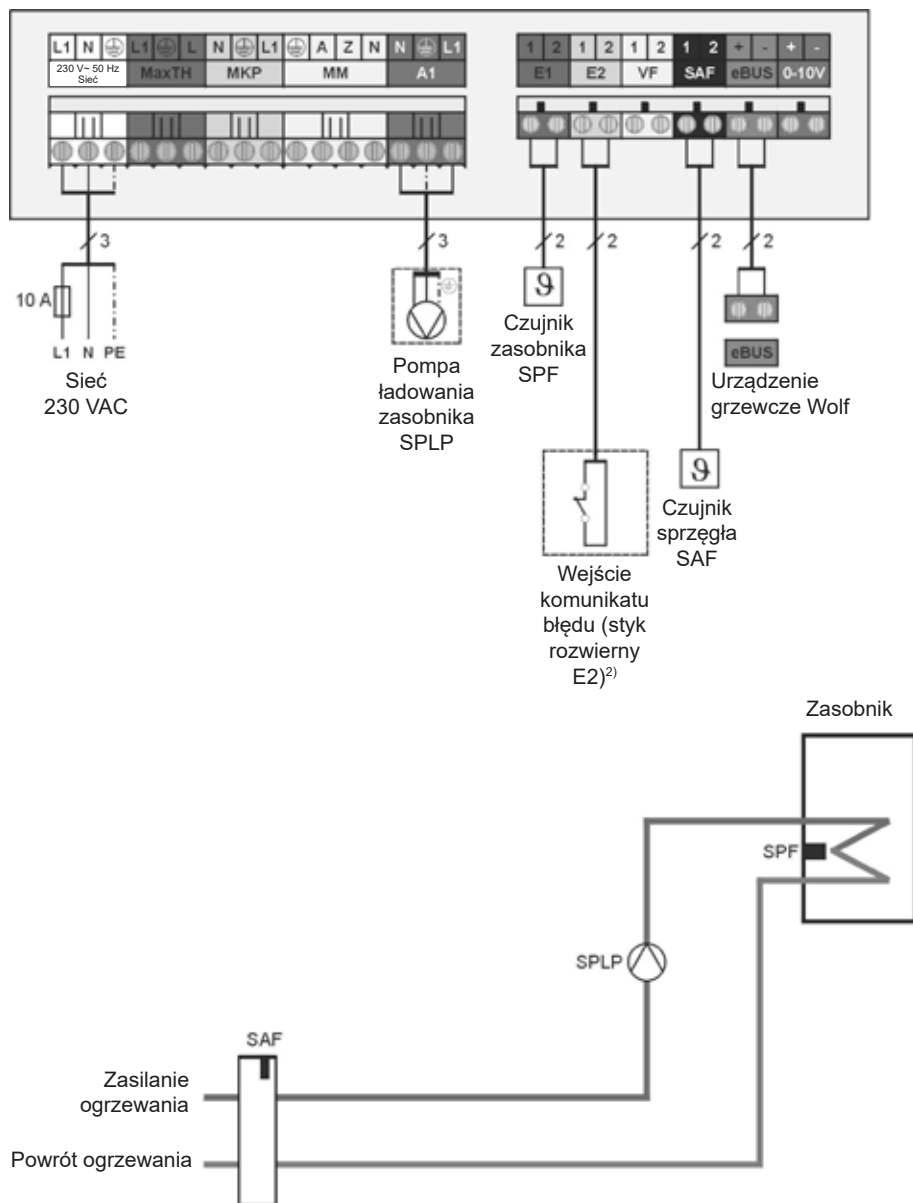 L1 N L1 L N L1 A Z N N L1
230 V~ 50 Hz
Sieć
MaxTH MKP MM A1
1 2 1 2 1 2 1 2 + - + -
E1 E2 VF SAF eBUS 0-10V
3 3 2 2 2 2
10 A
L1 N PE
Sieć
230 VAC
Pompa
ładowania
zasobnika
SPLP
ϑ
Czujnik
zasobnika
SPF
eBUS
Urządzenie
grzewcze Wolf
ϑ
Czujnik
sprzęgła
SAF
Wejście
komunikatu
błędu (styk
rozwierny
E2)²⁾
Zasobnik
SPF
SPLP
SAF
Zasilanie
ogrzewania
Powrót ogrzewania